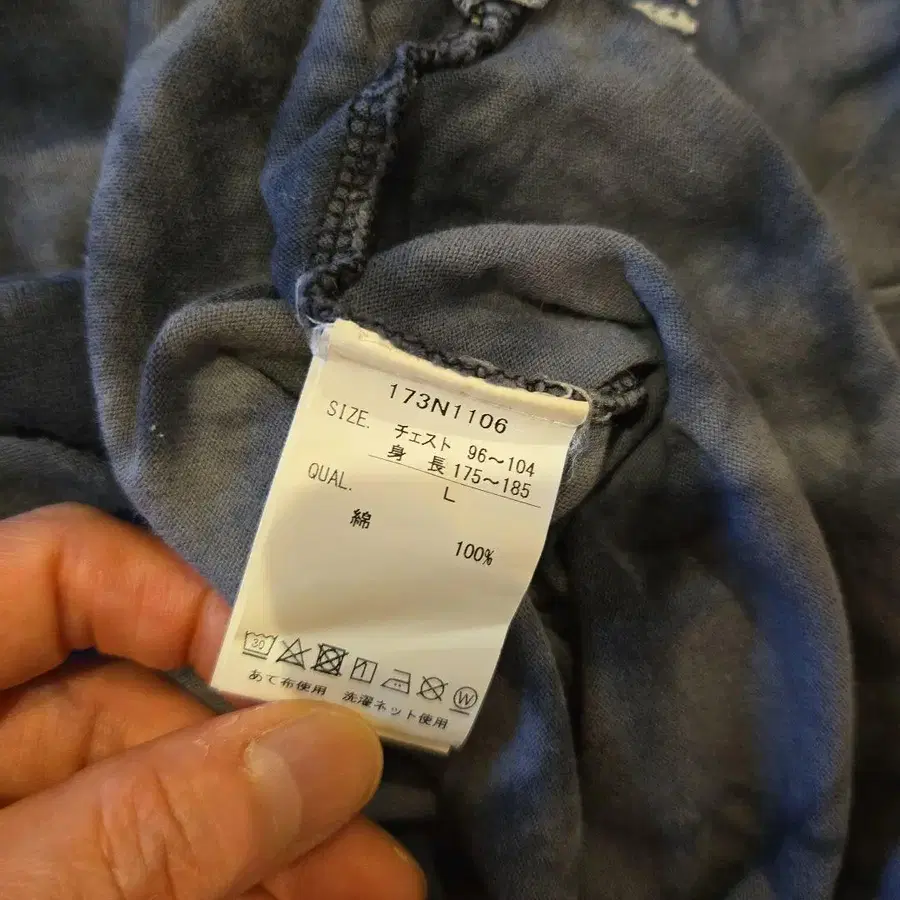 173N1106
SIZE. チェスト 96～104
身 長 175～185
L
QUAL.
綿 100%
30
W
あて布使用 洗濯ネット使用